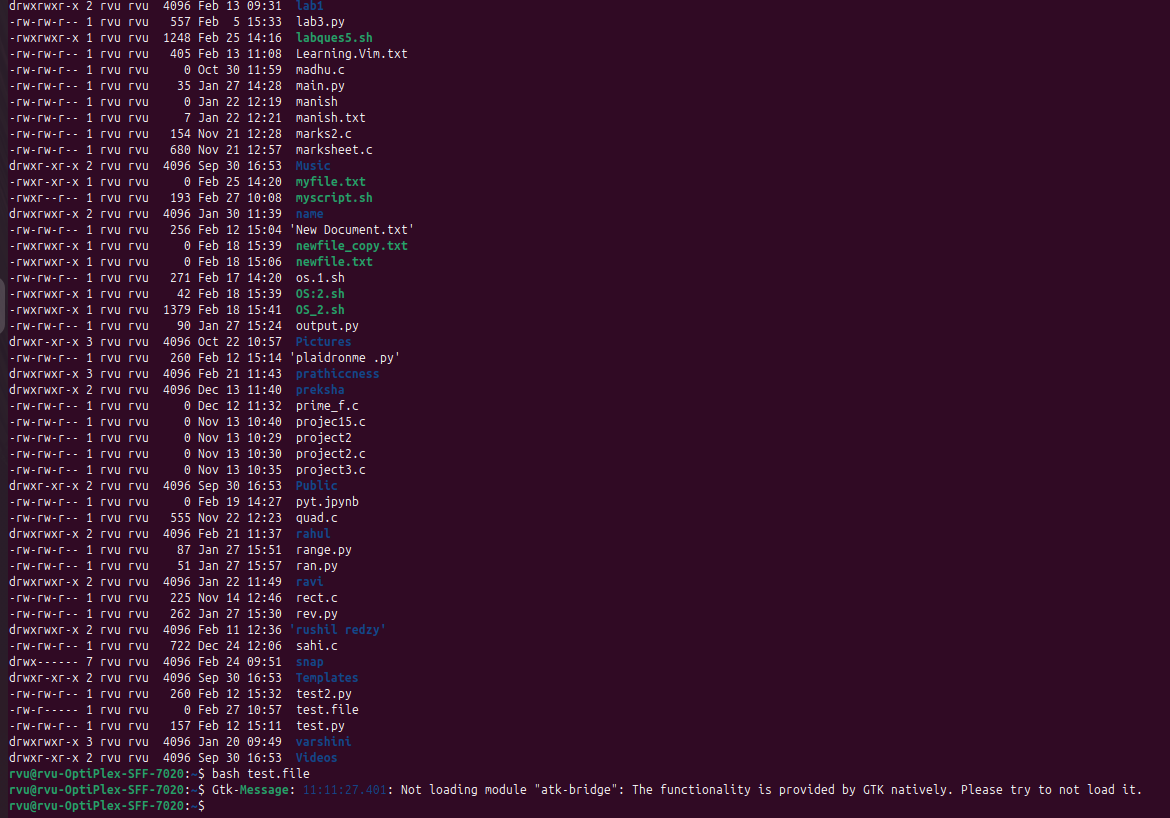 drwxrwxr-x 2 rvu rvu  4096 Feb 13 09:31  lab1
-rw-rw-r-- 1 rvu rvu   557 Feb  5 15:33  lab3.py
-rwxrwxr-x 1 rvu rvu  1248 Feb 25 14:16  labques5.sh
-rw-rw-r-- 1 rvu rvu   405 Feb 13 11:08  Learning.Vim.txt
-rw-rw-r-- 1 rvu rvu     0 Oct 30 11:59  madhu.c
-rw-rw-r-- 1 rvu rvu    35 Jan 27 14:28  main.py
-rw-rw-r-- 1 rvu rvu     0 Jan 22 12:19  manish
-rw-rw-r-- 1 rvu rvu     7 Jan 22 12:21  manish.txt
-rw-rw-r-- 1 rvu rvu   154 Nov 21 12:28  marks2.c
-rw-rw-r-- 1 rvu rvu   680 Nov 21 12:57  marksheet.c
drwxr-xr-x 2 rvu rvu  4096 Sep 30 16:53  Music
-rwxr-xr-x 1 rvu rvu     0 Feb 25 14:20  myfile.txt
-rwxr--r-- 1 rvu rvu   193 Feb 27 10:08  myscript.sh
drwxrwxr-x 2 rvu rvu  4096 Jan 30 11:39  name
-rw-rw-r-- 1 rvu rvu   256 Feb 12 15:04 'New Document.txt'
-rwxrwxr-x 1 rvu rvu     0 Feb 18 15:39  newfile_copy.txt
-rwxrwxr-x 1 rvu rvu     0 Feb 18 15:06  newfile.txt
-rw-rw-r-- 1 rvu rvu   271 Feb 17 14:20  os.1.sh
-rwxrwxr-x 1 rvu rvu    42 Feb 18 15:39  OS:2.sh
-rwxrwxr-x 1 rvu rvu  1379 Feb 18 15:41  OS_2.sh
-rw-rw-r-- 1 rvu rvu    90 Jan 27 15:24  output.py
drwxr-xr-x 3 rvu rvu  4096 Oct 22 10:57  Pictures
-rw-rw-r-- 1 rvu rvu   260 Feb 12 15:14 'plaidronme .py'
drwxrwxr-x 3 rvu rvu  4096 Feb 21 11:43  prathiccness
drwxrwxr-x 2 rvu rvu  4096 Dec 13 11:40  preksha
-rw-rw-r-- 1 rvu rvu     0 Dec 12 11:32  prime_f.c
-rw-rw-r-- 1 rvu rvu     0 Nov 13 10:40  projec15.c
-rw-rw-r-- 1 rvu rvu     0 Nov 13 10:29  project2
-rw-rw-r-- 1 rvu rvu     0 Nov 13 10:30  project2.c
-rw-rw-r-- 1 rvu rvu     0 Nov 13 10:35  project3.c
drwxr-xr-x 2 rvu rvu  4096 Sep 30 16:53  Public
-rw-rw-r-- 1 rvu rvu     0 Feb 19 14:27  pyt.jpynb
-rw-rw-r-- 1 rvu rvu   555 Nov 22 12:23  quad.c
drwxrwxr-x 2 rvu rvu  4096 Feb 21 11:37  rahul
-rw-rw-r-- 1 rvu rvu    87 Jan 27 15:51  range.py
-rw-rw-r-- 1 rvu rvu    51 Jan 27 15:57  ran.py
drwxrwxr-x 2 rvu rvu  4096 Jan 22 11:49  ravi
-rw-rw-r-- 1 rvu rvu   225 Nov 14 12:46  rect.c
-rw-rw-r-- 1 rvu rvu   262 Jan 27 15:30  rev.py
drwxrwxr-x 2 rvu rvu  4096 Feb 11 12:36 'rushil redzy'
-rw-rw-r-- 1 rvu rvu   722 Dec 24 12:06  sahi.c
drwx------ 7 rvu rvu  4096 Feb 24 09:51  snap
drwxr-xr-x 2 rvu rvu  4096 Sep 30 16:53  Templates
-rw-rw-r-- 1 rvu rvu   260 Feb 12 15:32  test2.py
-rw-r----- 1 rvu rvu     0 Feb 27 10:57  test.file
-rw-rw-r-- 1 rvu rvu   157 Feb 12 15:11  test.py
drwxrwxr-x 3 rvu rvu  4096 Jan 20 09:49  varshini
drwxr-xr-x 2 rvu rvu  4096 Sep 30 16:53  Videos
rvu@rvu-OptiPlex-SFF-7020:~$ bash test.file
rvu@rvu-OptiPlex-SFF-7020:~$ Gtk-Message: 11:11:27.401: Not loading module "atk-bridge": The functionality is provided by GTK natively. Please try to not load it.
rvu@rvu-OptiPlex-SFF-7020:~$